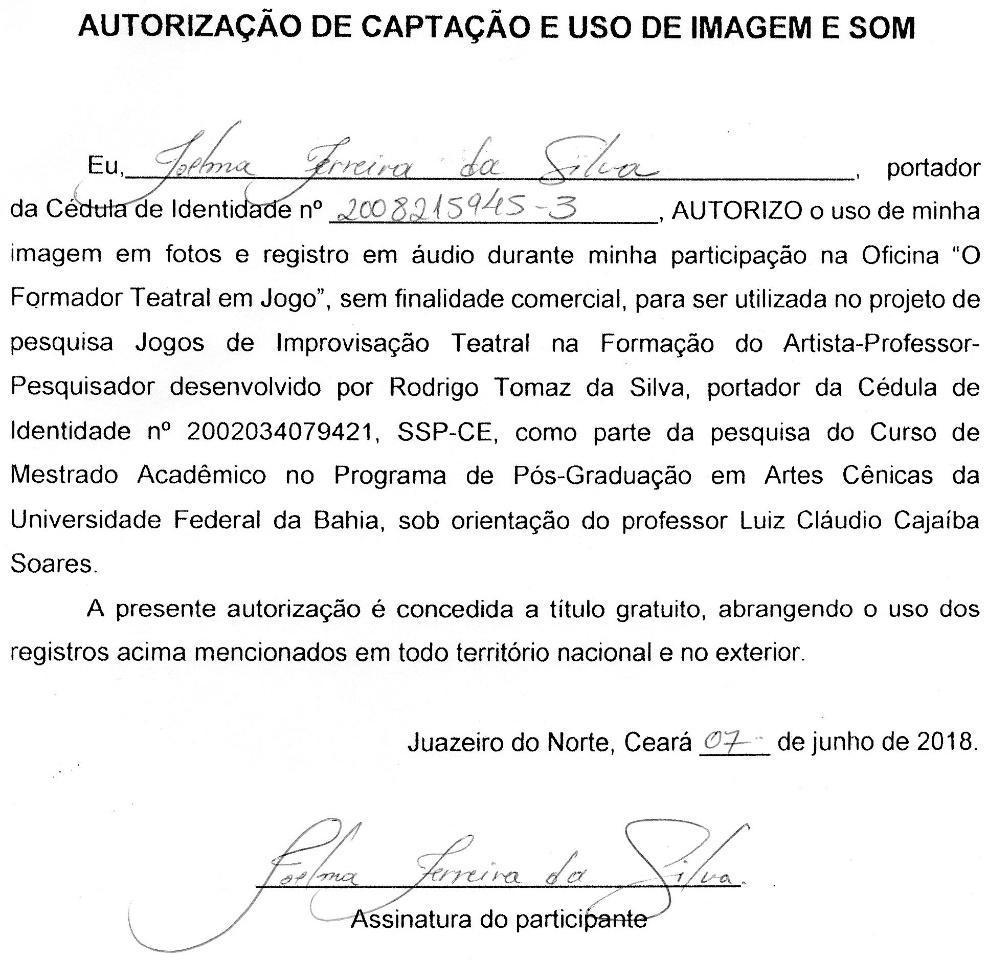 AUTORIZAÇÃO DE CAPTAÇÃO E USO DE IMAGEM E SOM
Eu, Joelma Ferreira da Silva, portador
da Cédula de Identidade nº 2008215945-3, AUTORIZO o uso de minha
imagem em fotos e registro em áudio durante minha participação na Oficina “O
Formador Teatral em Jogo”, sem finalidade comercial, para ser utilizada no projeto de
pesquisa Jogos de Improvisação Teatral na Formação do Artista-Professor-
Pesquisador desenvolvido por Rodrigo Tomaz da Silva, portador da Cédula de
Identidade nº 2002034079421, SSP-CE, como parte da pesquisa do Curso de
Mestrado Acadêmico no Programa de Pós-Graduação em Artes Cênicas da
Universidade Federal da Bahia, sob orientação do professor Luiz Cláudio Cajaíba
Soares.
A presente autorização é concedida a título gratuito, abrangendo o uso dos
registros acima mencionados em todo território nacional e no exterior.
Juazeiro do Norte, Ceará 07 de junho de 2018.
Joelma Ferreira da Silva
Assinatura do participante